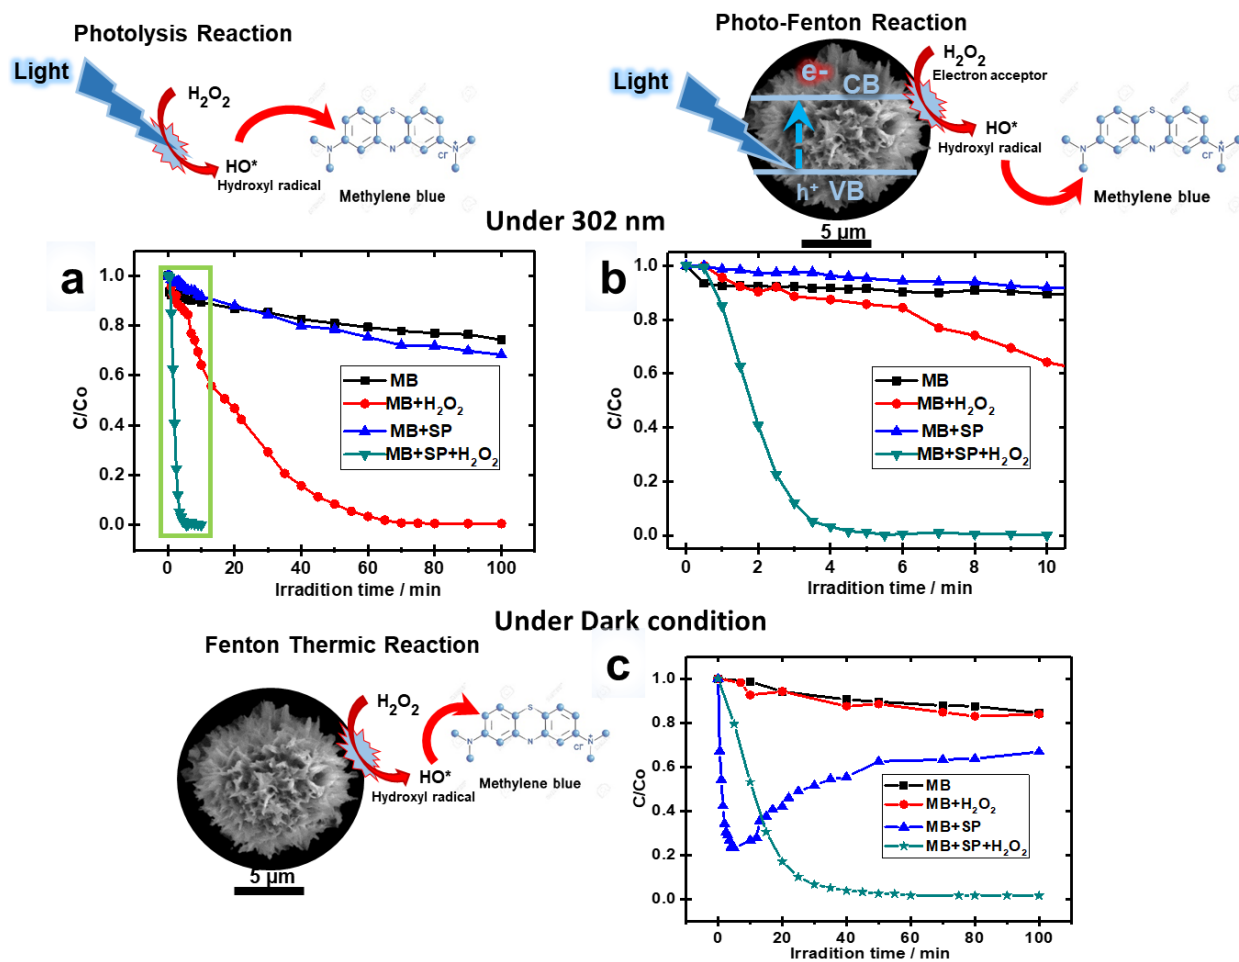 Photolysis Reaction
Light
H₂O₂
HO*
Hydroxyl radical
S
N
N
N⁺
Cl⁻
Methylene blue
Photo-Fenton Reaction
Light
e-
CB
h⁺ VB
5 µm
H₂O₂
Electron acceptor
HO*
Hydroxyl radical
S
N
N
N⁺
Cl⁻
Methylene blue
Under 302 nm
a
C/Co
1.0
0.8
0.6
0.4
0.2
0.0
MB
MB+H₂O₂
MB+SP
MB+SP+H₂O₂
0 20 40 60 80 100
Irradition time / min
b
C/Co
1.0
0.8
0.6
0.4
0.2
0.0
MB
MB+H₂O₂
MB+SP
MB+SP+H₂O₂
0 2 4 6 8 10
Irradition time / min
Under Dark condition
Fenton Thermic Reaction
H₂O₂
HO*
Hydroxyl radical
S
N
N
N⁺
Cl⁻
Methylene blue
5 µm
c
C/Co
1.0
0.8
0.6
0.4
0.2
0.0
MB
MB+H₂O₂
MB+SP
MB+SP+H₂O₂
0 20 40 60 80 100
Irradition time / min